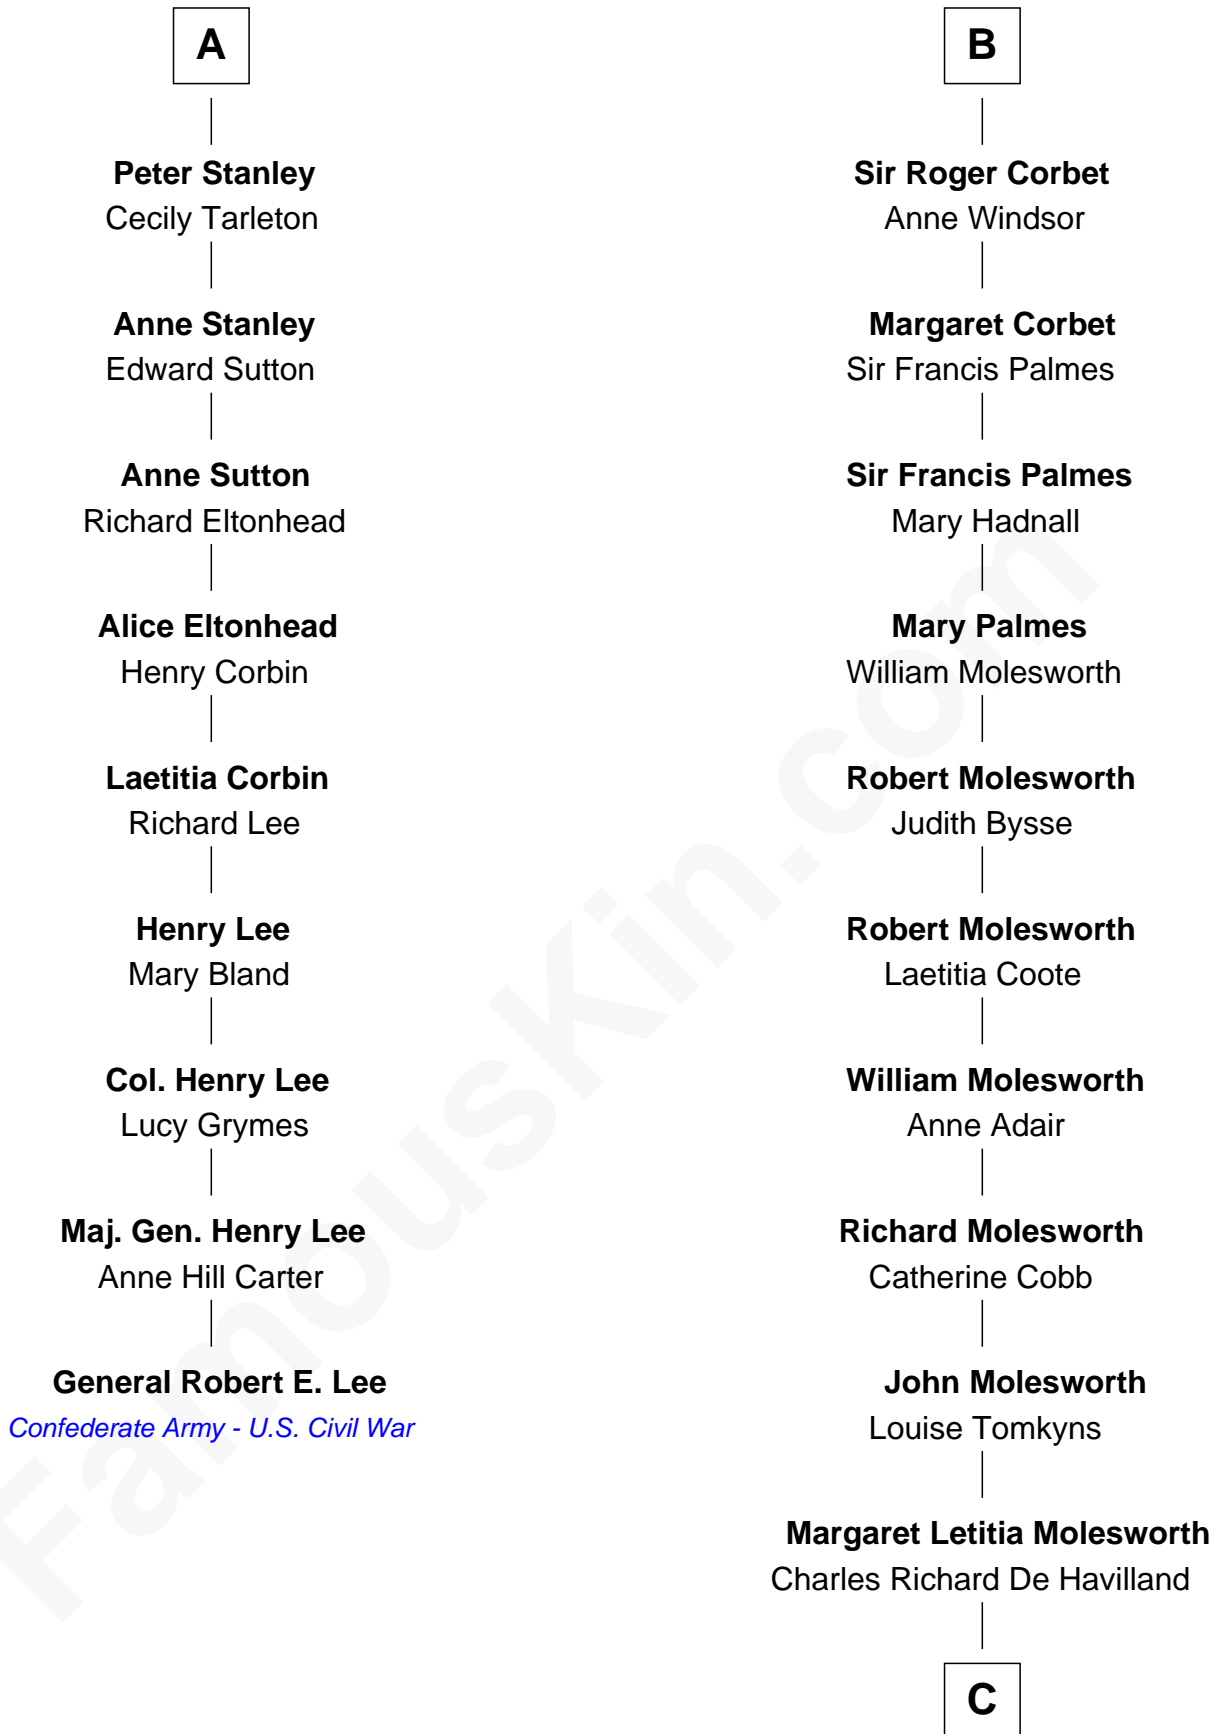 A
Peter Stanley
Cecily Tarleton
Anne Stanley
Edward Sutton
Anne Sutton
Richard Eltonhead
Alice Eltonhead
Henry Corbin
Laetitia Corbin
Richard Lee
Henry Lee
Mary Bland
Col. Henry Lee
Lucy Grymes
Maj. Gen. Henry Lee
Anne Hill Carter
General Robert E. Lee
Confederate Army - U.S. Civil War
B
Sir Roger Corbet
Anne Windsor
Margaret Corbet
Sir Francis Palmes
Sir Francis Palmes
Mary Hadnall
Mary Palmes
William Molesworth
Robert Molesworth
Judith Bysse
Robert Molesworth
Laetitia Coote
William Molesworth
Anne Adair
Richard Molesworth
Catherine Cobb
John Molesworth
Louise Tomkyns
Margaret Letitia Molesworth
Charles Richard De Havilland
C
FamousKin.com